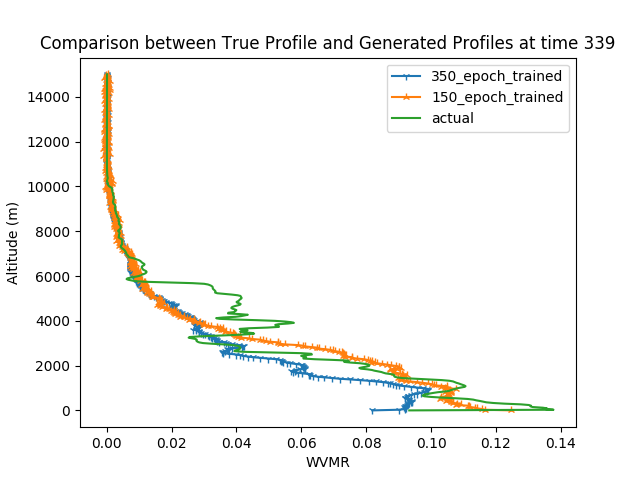 Comparison between True Profile and Generated Profiles at time 339
350_epoch_trained
150_epoch_trained
actual
Altitude (m)
14000
12000
10000
8000
6000
4000
2000
0
0.00 0.02 0.04 0.06 0.08 0.10 0.12 0.14
WVMR